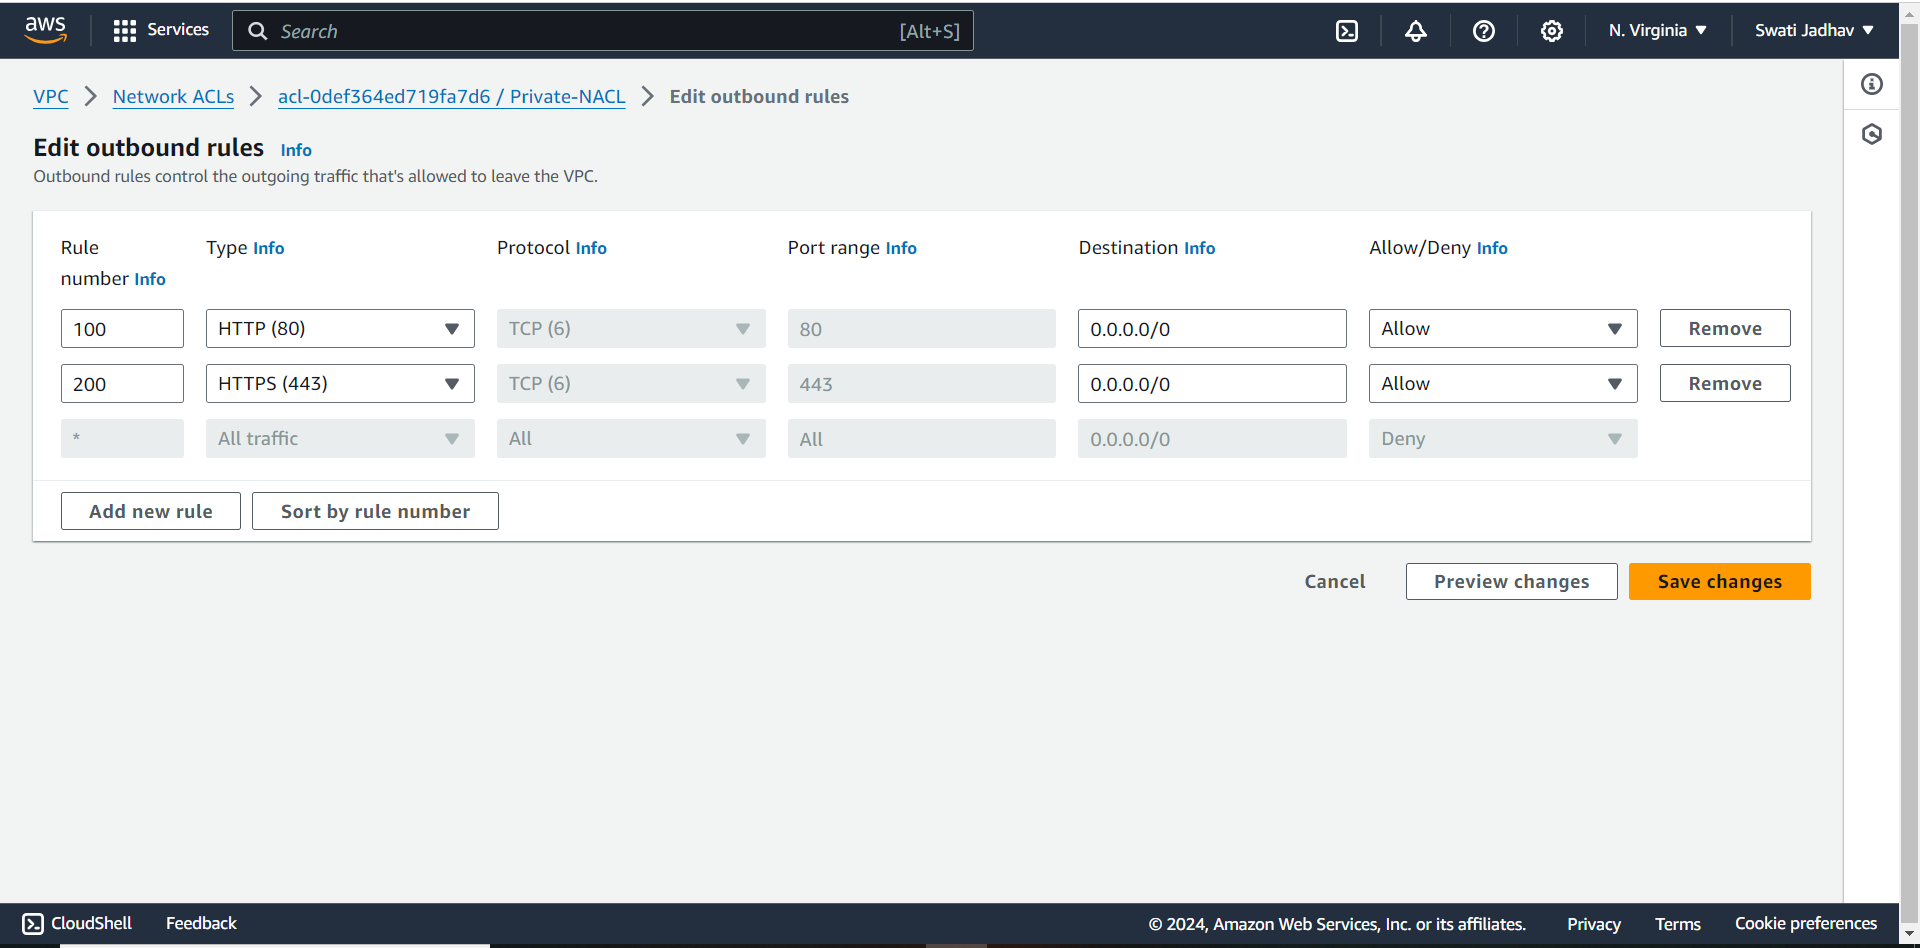 aws Services Search [Alt+S] N. Virginia Swati Jadhav
VPC Network ACLs acl-0def364ed719fa7d6 / Private-NACL Edit outbound rules
Edit outbound rules Info
Outbound rules control the outgoing traffic that's allowed to leave the VPC.
Rule number Info Type Info Protocol Info Port range Info Destination Info Allow/Deny Info
100 HTTP (80) TCP (6) 80 0.0.0.0/0 Allow Remove
200 HTTPS (443) TCP (6) 443 0.0.0.0/0 Allow Remove
* All traffic All All 0.0.0.0/0 Deny
Add new rule Sort by rule number
Cancel Preview changes Save changes
CloudShell Feedback © 2024, Amazon Web Services, Inc. or its affiliates. Privacy Terms Cookie preferences